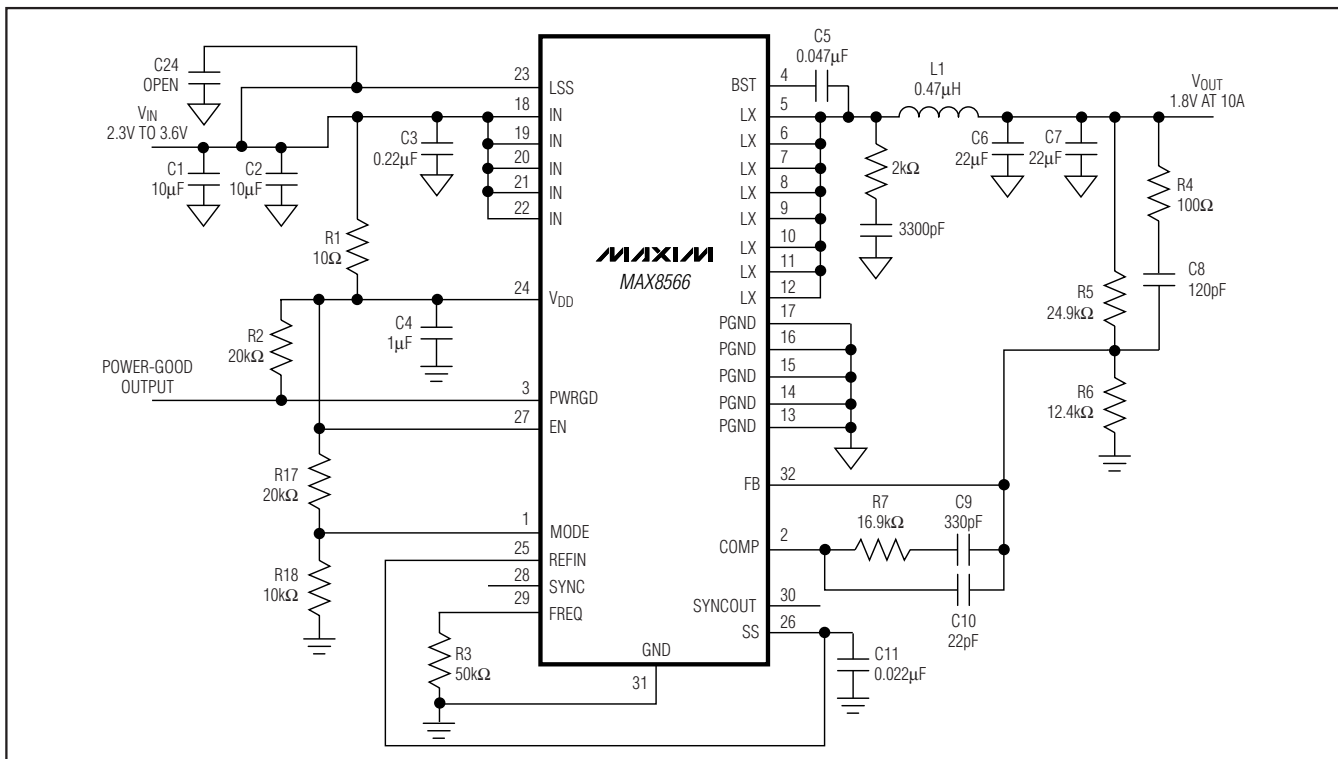 C24
OPEN
VIN
2.3V TO 3.6V
C1
10µF
C2
10µF
C3
0.22µF
R1
10Ω
R2
20kΩ
C4
1µF
POWER-GOOD
OUTPUT
R17
20kΩ
R18
10kΩ
R3
50kΩ
23
18
19
20
21
22
24
3
27
1
25
28
29
31
LSS
IN
IN
IN
IN
IN
VDD
PWRGD
EN
MODE
REFIN
SYNC
FREQ
GND
MAXIM
MAX8566
BST
LX
LX
LX
LX
LX
LX
LX
LX
PGND
PGND
PGND
PGND
PGND
FB
COMP
SYNCOUT
SS
4
5
6
7
8
9
10
11
12
17
16
15
14
13
32
2
30
26
C5
0.047µF
L1
0.47µH
VOUT
1.8V AT 10A
C6
22µF
C7
22µF
2kΩ
3300pF
R4
100Ω
C8
120pF
R5
24.9kΩ
R6
12.4kΩ
R7
16.9kΩ
C9
330pF
C10
22pF
C11
0.022µF